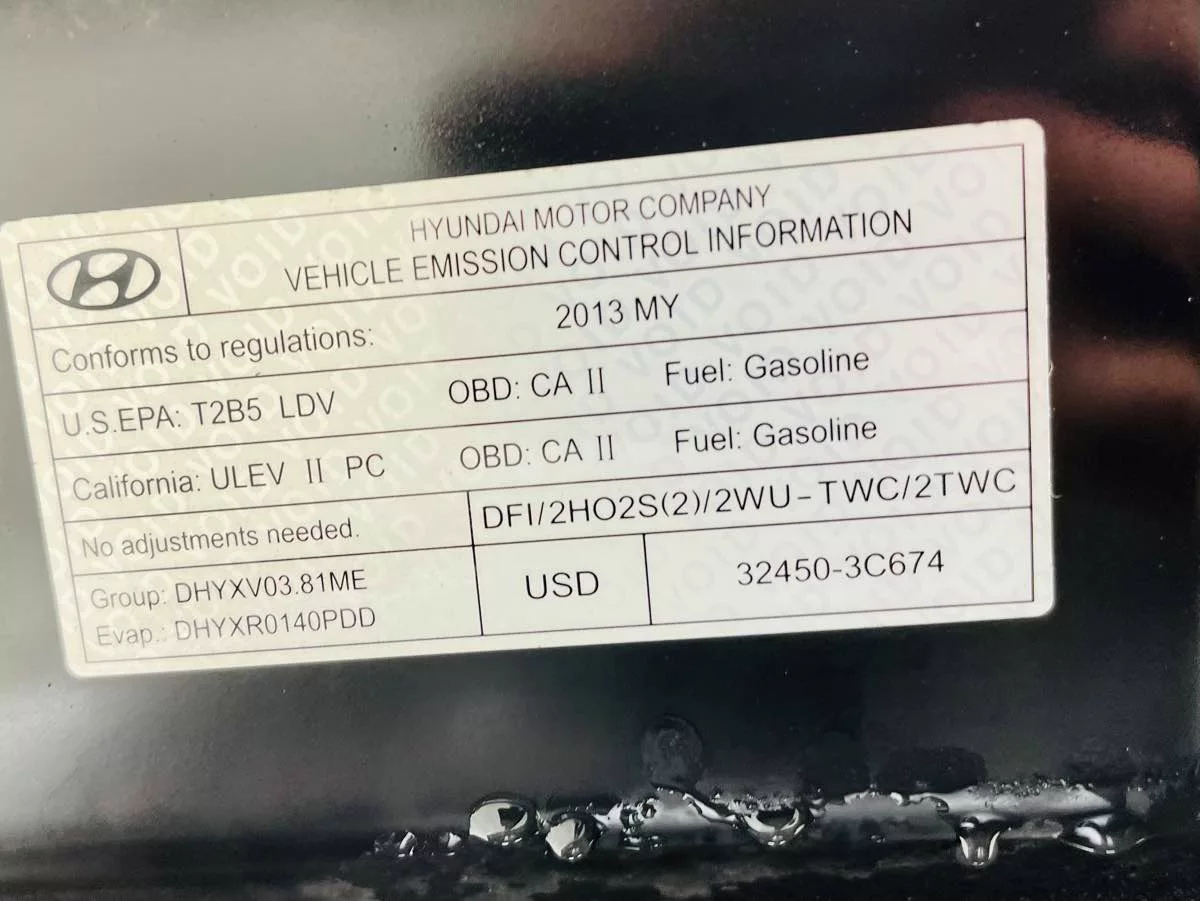 HYUNDAI MOTOR COMPANY
VEHICLE EMISSION CONTROL INFORMATION
Conforms to regulations: 2013 MY
U.S.EPA: T2B5 LDV OBD: CA II Fuel: Gasoline
California: ULEV II PC OBD: CA II Fuel: Gasoline
No adjustments needed. DFI/2HO2S(2)/2WU-TWC/2TWC
Group: DHYXV03.81ME
Evap.: DHYXR0140PDD
USD
32450-3C674